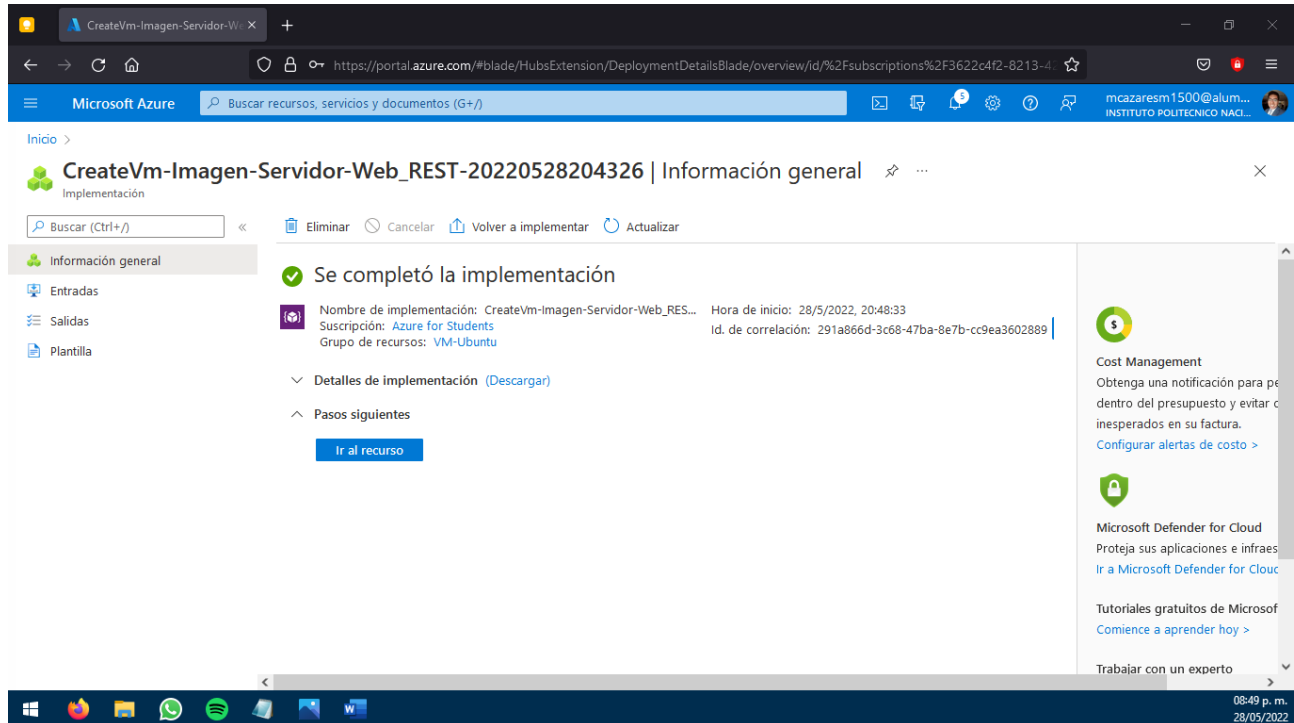 CreateVm-Imagen-Servidor-We
https://portal.azure.com/#blade/HubsExtension/DeploymentDetailsBlade/overview/id/%2Fsubscriptions%2F3622c4f2-8213-4
Microsoft Azure
Buscar recursos, servicios y documentos (G+/)
5
mcazaresm1500@alum...
INSTITUTO POLITECNICO NACI...
Inicio >
CreateVm-Imagen-Servidor-Web_REST-20220528204326 | Información general
Implementación
Buscar (Ctrl+/)
Información general
Entradas
Salidas
Plantilla
Eliminar Cancelar Volver a implementar Actualizar
Se completó la implementación
Nombre de implementación: CreateVm-Imagen-Servidor-Web_RES...
Suscripción: Azure for Students
Grupo de recursos: VM-Ubuntu
Hora de inicio: 28/5/2022, 20:48:33
Id. de correlación: 291a866d-3c68-47ba-8e7b-cc9ea3602889
Detalles de implementación (Descargar)
Pasos siguientes
Ir al recurso
$
Cost Management
Obtenga una notificación para pe
dentro del presupuesto y evitar c
inesperados en su factura.
Configurar alertas de costo >
Microsoft Defender for Cloud
Proteja sus aplicaciones e infraes
Ir a Microsoft Defender for Cloud
Tutoriales gratuitos de Microsof
Comience a aprender hoy >
Trabajar con un experto
08:49 p. m.
28/05/2022